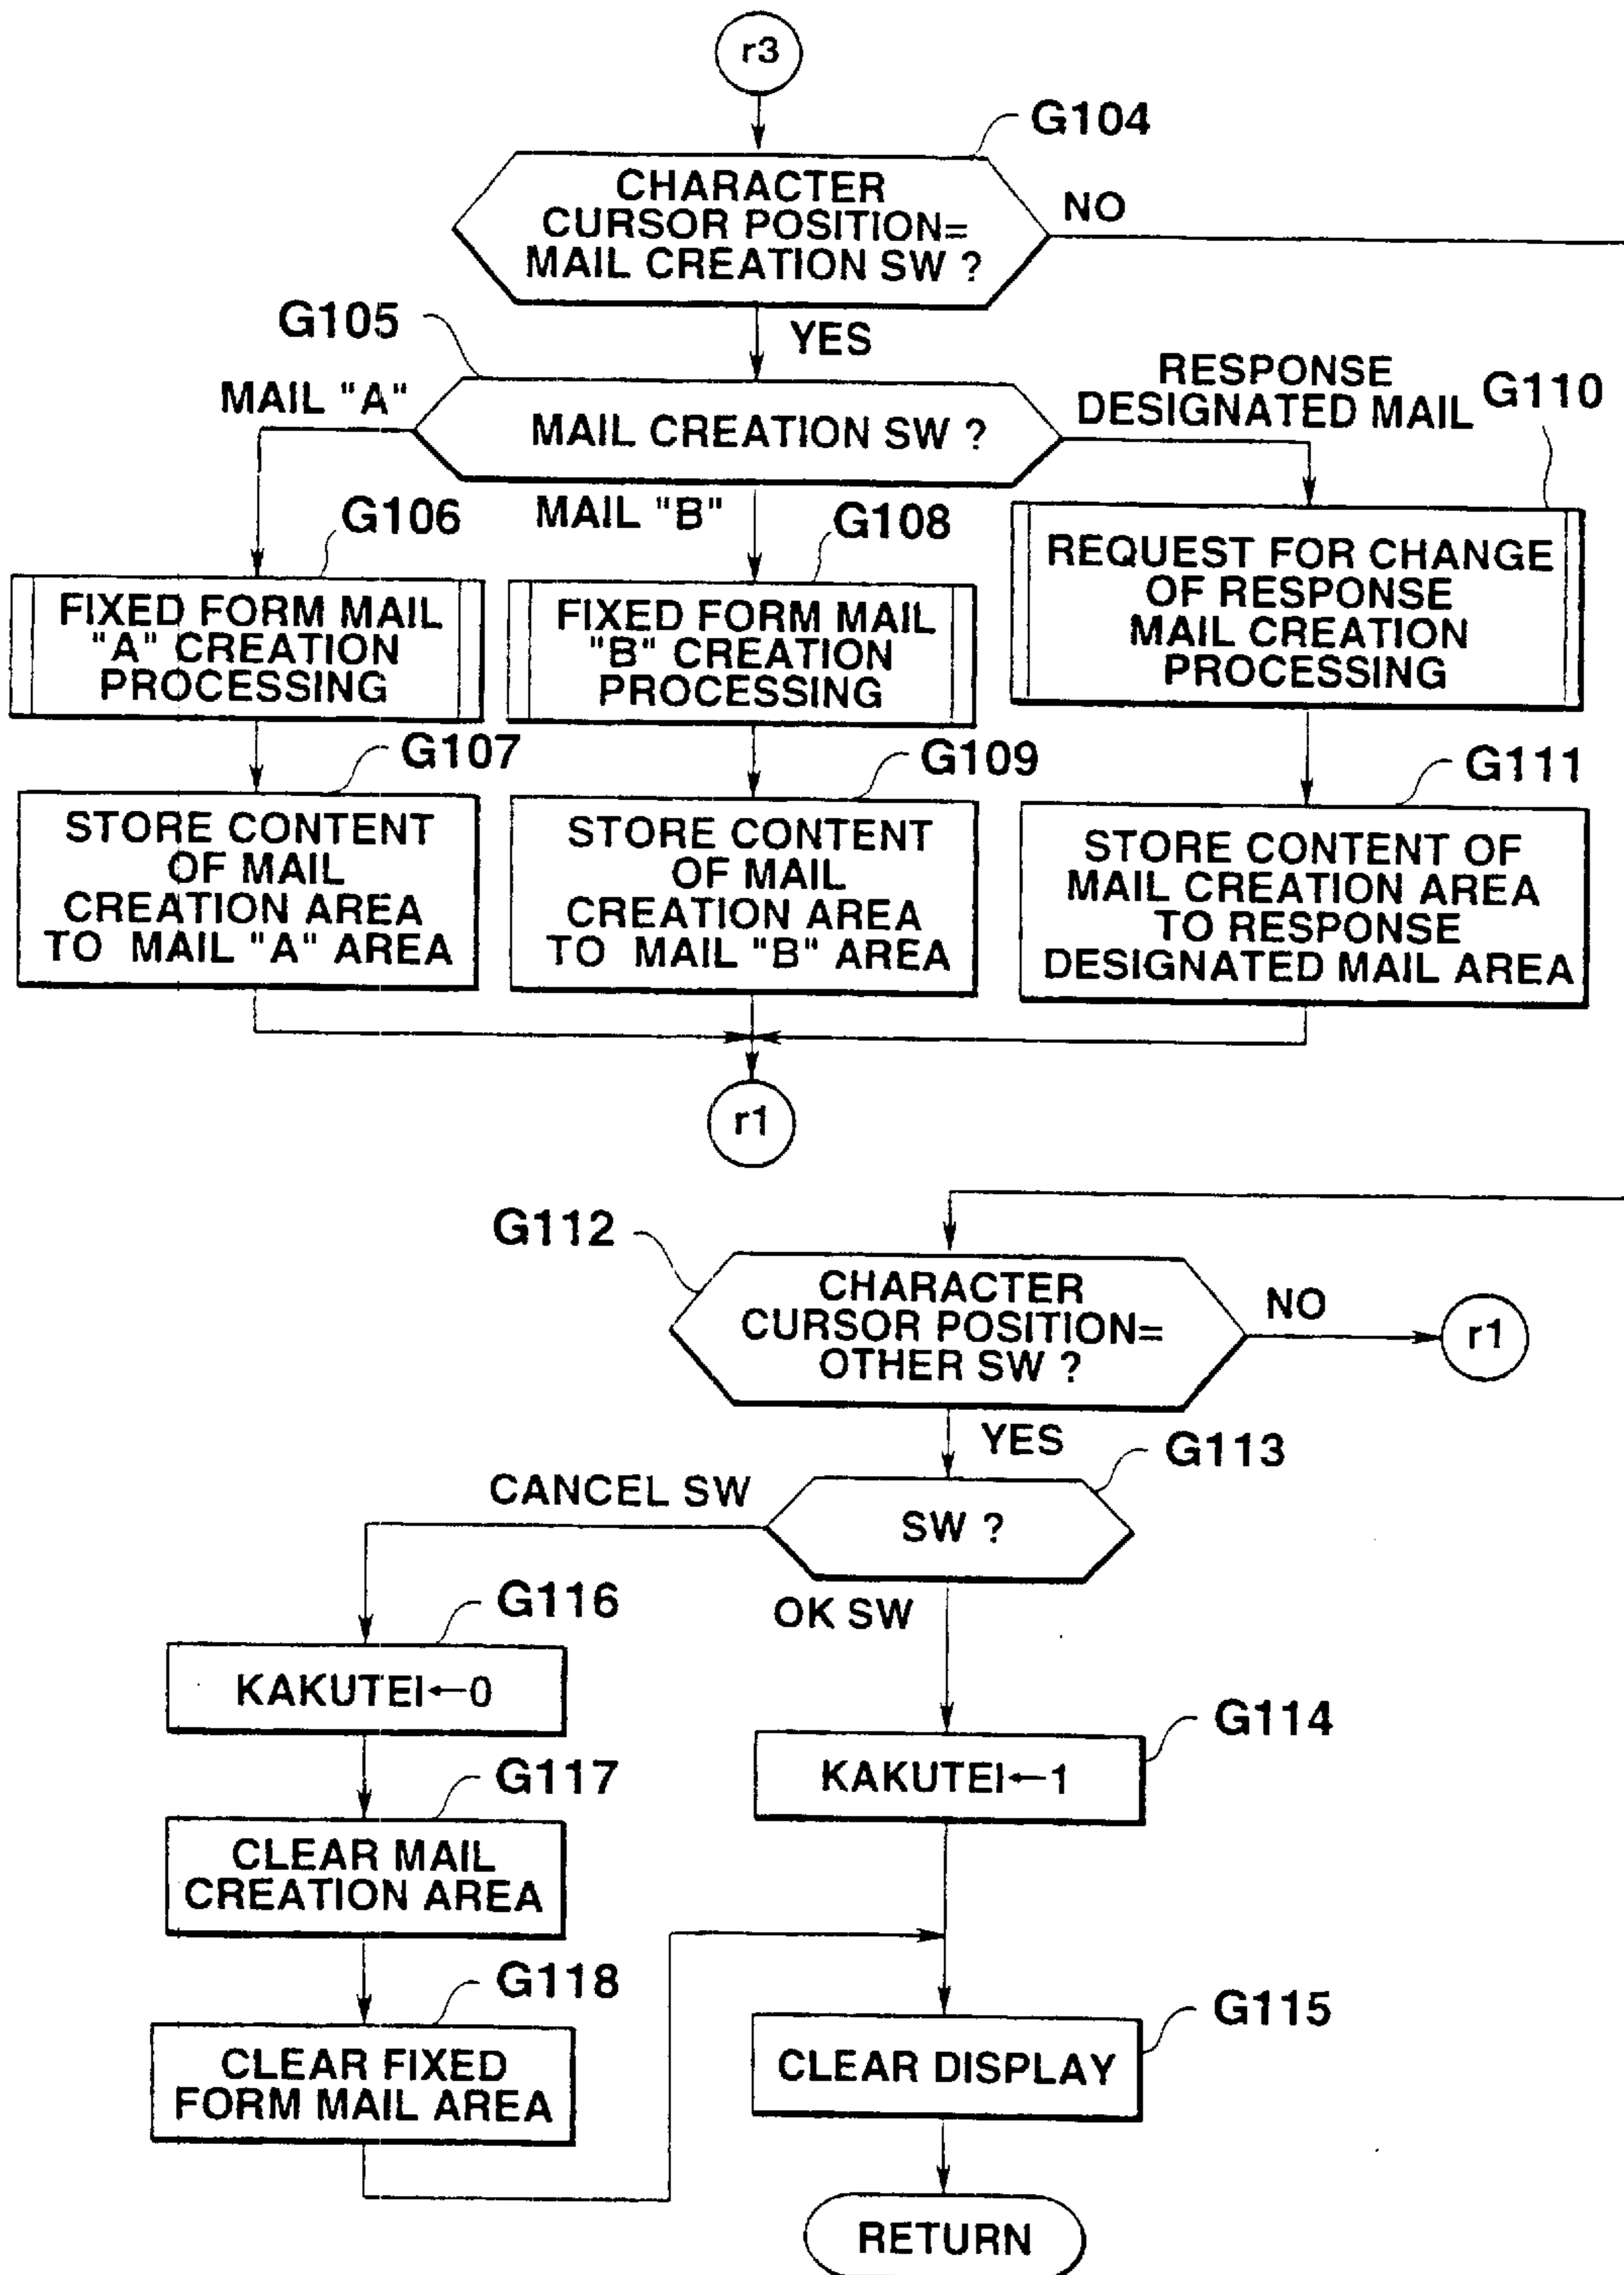 r3
G104
CHARACTER
CURSOR POSITION=
MAIL CREATION SW ?
NO
YES
G105
MAIL "A"
MAIL CREATION SW ?
RESPONSE
DESIGNATED MAIL
G110
MAIL "B"
G106
FIXED FORM MAIL
"A" CREATION
PROCESSING
G108
FIXED FORM MAIL
"B" CREATION
PROCESSING
REQUEST FOR CHANGE
OF RESPONSE
MAIL CREATION
PROCESSING
G107
STORE CONTENT
OF MAIL
CREATION AREA
TO MAIL "A" AREA
G109
STORE CONTENT
OF MAIL
CREATION AREA
TO MAIL "B" AREA
G111
STORE CONTENT OF
MAIL CREATION AREA
TO RESPONSE
DESIGNATED MAIL AREA
r1
G112
CHARACTER
CURSOR POSITION=
OTHER SW ?
NO
r1
YES
G113
CANCEL SW
SW ?
OK SW
G116
KAKUTEI←0
G114
KAKUTEI←1
G117
CLEAR MAIL
CREATION AREA
G118
CLEAR FIXED
FORM MAIL AREA
G115
CLEAR DISPLAY
RETURN